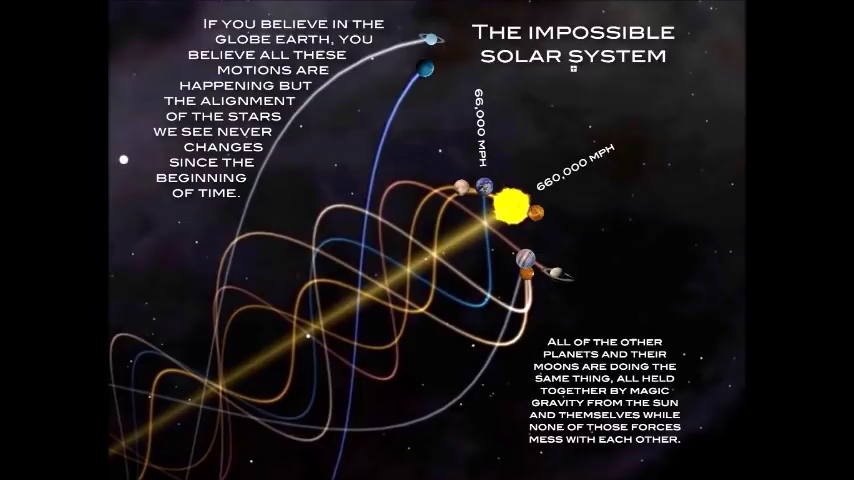 If you believe in the
globe earth, you
believe all these
motions are
happening but
the alignment
of the stars
we see never
changes
since the
beginning
of time.
The impossible
solar system
66,000 mph
660,000 mph
All of the other
planets and their
moons are doing the
same thing, all held
together by magic
gravity from the sun
and themselves while
none of those forces
mess with each other.